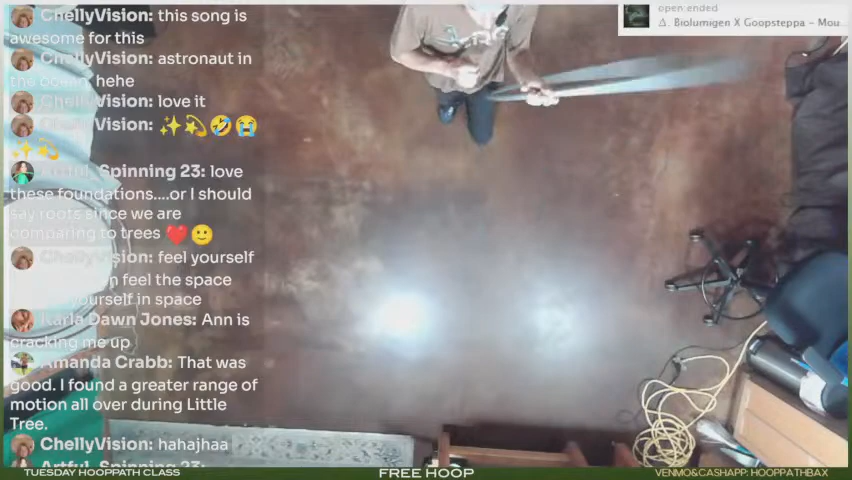 ChellyVision: this song is
awesome for this
ChellyVision: astronaut in
the ocean, hehe
ChellyVision: love it
ChellyVision: ✨💫🤣😭
✨💫
Artful_Spinning 23: love
these foundations....or I should
say roots since we are
comparing to trees ❤️🙂
ChellyVision: feel yourself
feel the space
yourself in space
Karla Dawn Jones: Ann is
cracking me up
Amanda Crabb: That was
good. I found a greater range of
motion all over during Little
Tree.
ChellyVision: hahajhaa
Artful_Spinning 23:
open ended
Δ. Biolumigen X Goopsteppa – Mou
TUESDAY HOOPPATH CLASS
FREE HOOP
VENMO&CASHAPP: HOOPPATHBAX